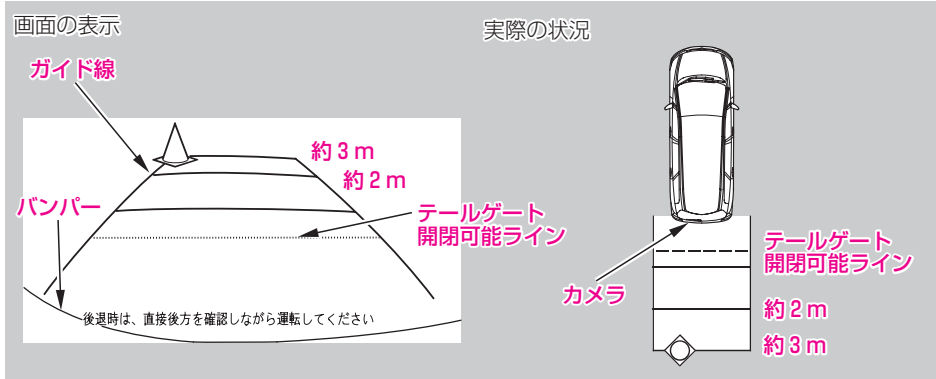 画面の表示
実際の状況
ガイド線
約3m
約2m
バンパー
テールゲート
開閉可能ライン
後退時は、直接後方を確認しながら運転してください
カメラ
テールゲート
開閉可能ライン
約2m
約3m